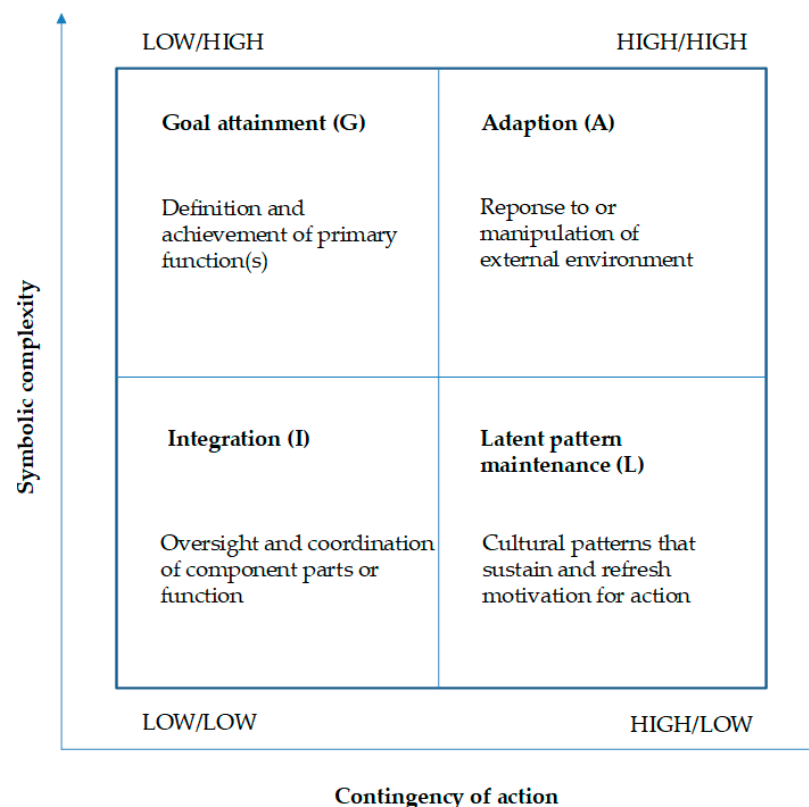 LOW/HIGH
HIGH/HIGH
Goal attainment (G)
Definition and
achievement of primary
function(s)
Adaption (A)
Reponse to or
manipulation of
external environment
Symbolic complexity
Integration (I)
Oversight and coordination
of component parts or
function
Latent pattern
maintenance (L)
Cultural patterns that
sustain and refresh
motivation for action
LOW/LOW
HIGH/LOW
Contingency of action